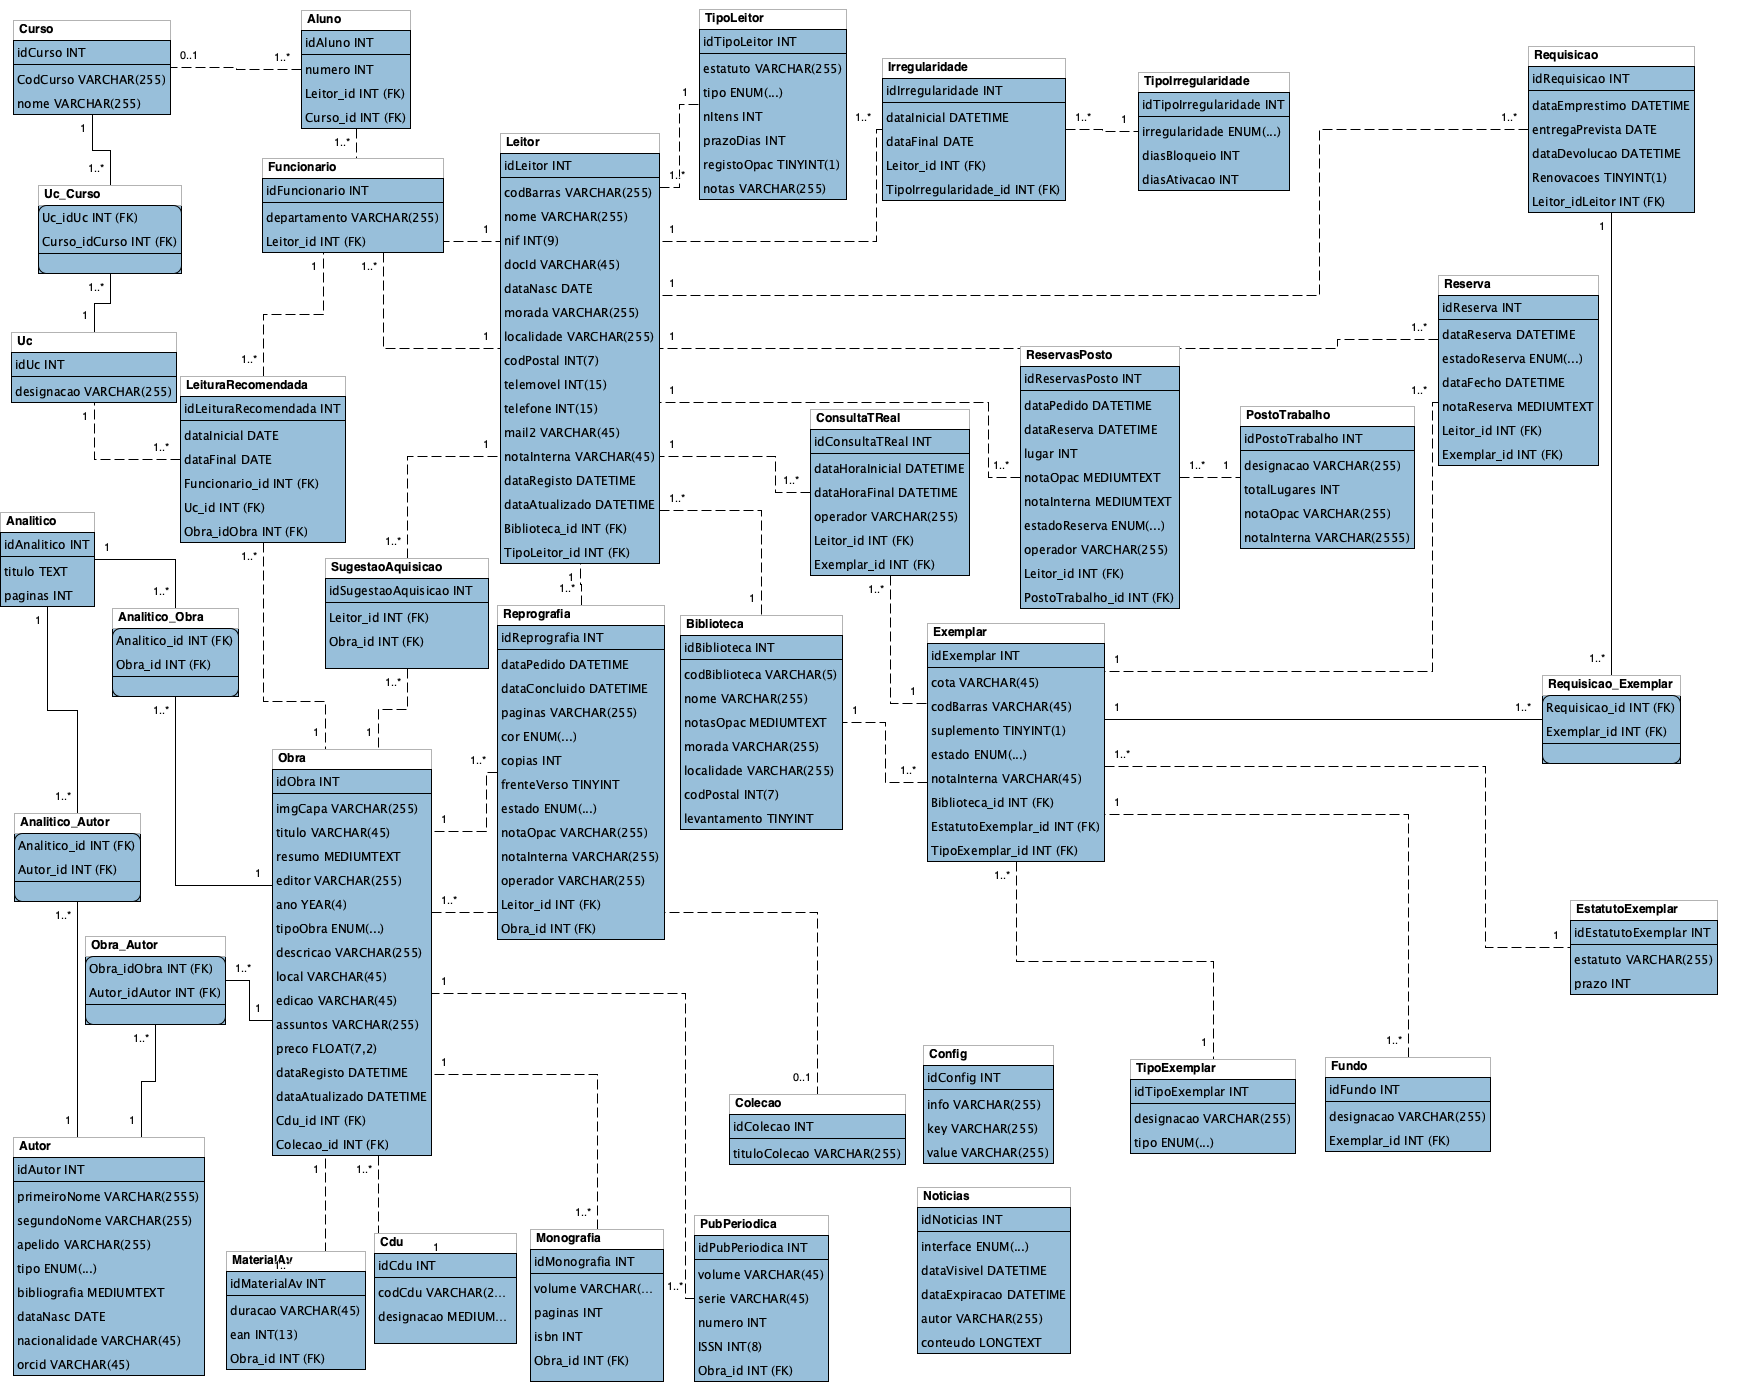 Curso
idCurso INT
CodCurso VARCHAR(255)
nome VARCHAR(255)
0..1
1..*
1
1..*
Aluno
idAluno INT
numero INT
Leitor_id INT (FK)
Curso_id INT (FK)
1..*
Uc_Curso
Uc_idUc INT (FK)
Curso_idCurso INT (FK)
1..*
1
Funcionario
idFuncionario INT
departamento VARCHAR(255)
Leitor_id INT (FK)
1
1
1..*
1
Uc
idUc INT
designacao VARCHAR(255)
1
1..*
1..*
LeituraRecomendada
idLeituraRecomendada INT
dataInicial DATE
dataFinal DATE
Funcionario_id INT (FK)
Uc_id INT (FK)
Obra_idObra INT (FK)
1..*
1
Leitor
idLeitor INT
codBarras VARCHAR(255)
nome VARCHAR(255)
nif INT(9)
docId VARCHAR(45)
dataNasc DATE
morada VARCHAR(255)
localidade VARCHAR(255)
codPostal INT(7)
telemovel INT(15)
telefone INT(15)
mail2 VARCHAR(45)
notaInterna VARCHAR(45)
dataRegisto DATETIME
dataAtualizado DATETIME
Biblioteca_id INT (FK)
TipoLeitor_id INT (FK)
1
1..*
1
1
1
1
1
1..*
1
1..*
TipoLeitor
idTipoLeitor INT
estatuto VARCHAR(255)
tipo ENUM(...)
nItens INT
prazoDias INT
registoOpac TINYINT(1)
notas VARCHAR(255)
1..*
Irregularidade
idIrregularidade INT
dataInicial DATETIME
dataFinal DATE
Leitor_id INT (FK)
TipoIrregularidade_id INT (FK)
1..*
1
TipoIrregularidade
idTipoIrregularidade INT
irregularidade ENUM(...)
diasBloqueio INT
diasAtivacao INT
1..*
Requisicao
idRequisicao INT
dataEmprestimo DATETIME
entregaPrevista DATE
dataDevolucao DATETIME
Renovacoes TINYINT(1)
Leitor_idLeitor INT (FK)
1
1..*
1..*
1..*
Reserva
idReserva INT
dataReserva DATETIME
estadoReserva ENUM(...)
dataFecho DATETIME
notaReserva MEDIUMTEXT
Leitor_id INT (FK)
Exemplar_id INT (FK)
1..*
ReservasPosto
idReservasPosto INT
dataPedido DATETIME
dataReserva DATETIME
lugar INT
notaOpac MEDIUMTEXT
notaInterna MEDIUMTEXT
estadoReserva ENUM(...)
operador VARCHAR(255)
Leitor_id INT (FK)
PostoTrabalho_id INT (FK)
1..*
1
PostoTrabalho
idPostoTrabalho INT
designacao VARCHAR(255)
totalLugares INT
notaOpac VARCHAR(255)
notaInterna VARCHAR(2555)
1..*
ConsultaTReal
idConsultaTReal INT
dataHoraInicial DATETIME
dataHoraFinal DATETIME
operador VARCHAR(255)
Leitor_id INT (FK)
Exemplar_id INT (FK)
1..*
1
Analitico
idAnalitico INT
titulo TEXT
paginas INT
1
1..*
1
1..*
Analitico_Obra
Analitico_id INT (FK)
Obra_id INT (FK)
1..*
1
1
1..*
SugestaoAquisicao
idSugestaoAquisicao INT
Leitor_id INT (FK)
Obra_id INT (FK)
1..*
1
Reprografia
idReprografia INT
dataPedido DATETIME
dataConcluido DATETIME
paginas VARCHAR(255)
cor ENUM(...)
copias INT
frenteVerso TINYINT
estado ENUM(...)
notaOpac VARCHAR(255)
notaInterna VARCHAR(255)
operador VARCHAR(255)
Leitor_id INT (FK)
Obra_id INT (FK)
1..*
1
Biblioteca
idBiblioteca INT
codBiblioteca VARCHAR(5)
nome VARCHAR(255)
notasOpac MEDIUMTEXT
morada VARCHAR(255)
localidade VARCHAR(255)
codPostal INT(7)
levantamento TINYINT
1
1..*
1
Exemplar
idExemplar INT
cota VARCHAR(45)
codBarras VARCHAR(45)
suplemento TINYINT(1)
estado ENUM(...)
notaInterna VARCHAR(45)
Biblioteca_id INT (FK)
EstatutoExemplar_id INT (FK)
TipoExemplar_id INT (FK)
1
1
1..*
1..*
1
1..*
Requisicao_Exemplar
Requisicao_id INT (FK)
Exemplar_id INT (FK)
Analitico_Autor
Analitico_id INT (FK)
Autor_id INT (FK)
1..*
1
Obra_Autor
Obra_idObra INT (FK)
Autor_idAutor INT (FK)
1..*
1
1..*
1
Obra
idObra INT
imgCapa VARCHAR(255)
titulo VARCHAR(45)
resumo MEDIUMTEXT
editor VARCHAR(255)
ano YEAR(4)
tipoObra ENUM(...)
descricao VARCHAR(255)
local VARCHAR(45)
edicao VARCHAR(45)
assuntos VARCHAR(255)
preco FLOAT(7,2)
dataRegisto DATETIME
dataAtualizado DATETIME
Cdu_id INT (FK)
Colecao_id INT (FK)
1..*
1
1
1
1..*
EstatutoExemplar
idEstatutoExemplar INT
estatuto VARCHAR(255)
prazo INT
1
Autor
idAutor INT
primeiroNome VARCHAR(2555)
segundoNome VARCHAR(255)
apelido VARCHAR(255)
tipo ENUM(...)
bibliografia MEDIUMTEXT
dataNasc DATE
nacionalidade VARCHAR(45)
orcid VARCHAR(45)
MaterialAv
1..*
idMaterialAv INT
duracao VARCHAR(45)
ean INT(13)
Obra_id INT (FK)
Cdu
1
idCdu INT
codCdu VARCHAR(2...
designacao MEDIUM...
1..*
Monografia
idMonografia INT
volume VARCHAR(...
paginas INT
isbn INT
Obra_id INT (FK)
1..*
PubPeriodica
idPubPeriodica INT
volume VARCHAR(45)
serie VARCHAR(45)
numero INT
ISSN INT(8)
Obra_id INT (FK)
0..1
Colecao
idColecao INT
tituloColecao VARCHAR(255)
Config
idConfig INT
info VARCHAR(255)
key VARCHAR(255)
value VARCHAR(255)
Noticias
idNoticias INT
interface ENUM(...)
dataVisivel DATETIME
dataExpiracao DATETIME
autor VARCHAR(255)
conteudo LONGTEXT
1
TipoExemplar
idTipoExemplar INT
designacao VARCHAR(255)
tipo ENUM(...)
1..*
Fundo
idFundo INT
designacao VARCHAR(255)
Exemplar_id INT (FK)